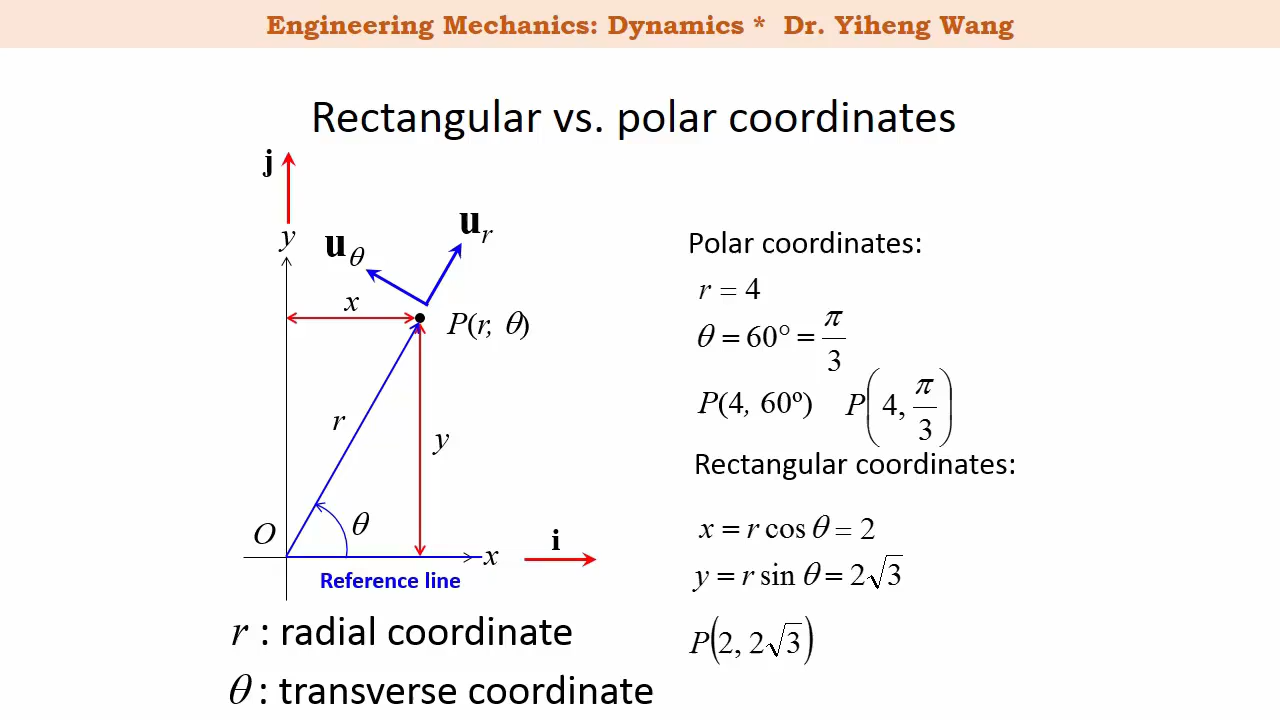 Engineering Mechanics: Dynamics * Dr. Yiheng Wang
Rectangular vs. polar coordinates
j
y
u_θ
u_r
x
P(r, θ)
r
y
O
θ
x
i
Reference line
r : radial coordinate
θ : transverse coordinate
Polar coordinates:
r = 4
θ = 60° = π/3
P(4, 60º) P(4, π/3)
Rectangular coordinates:
x = r cos θ = 2
y = r sin θ = 2√3
P(2, 2√3)